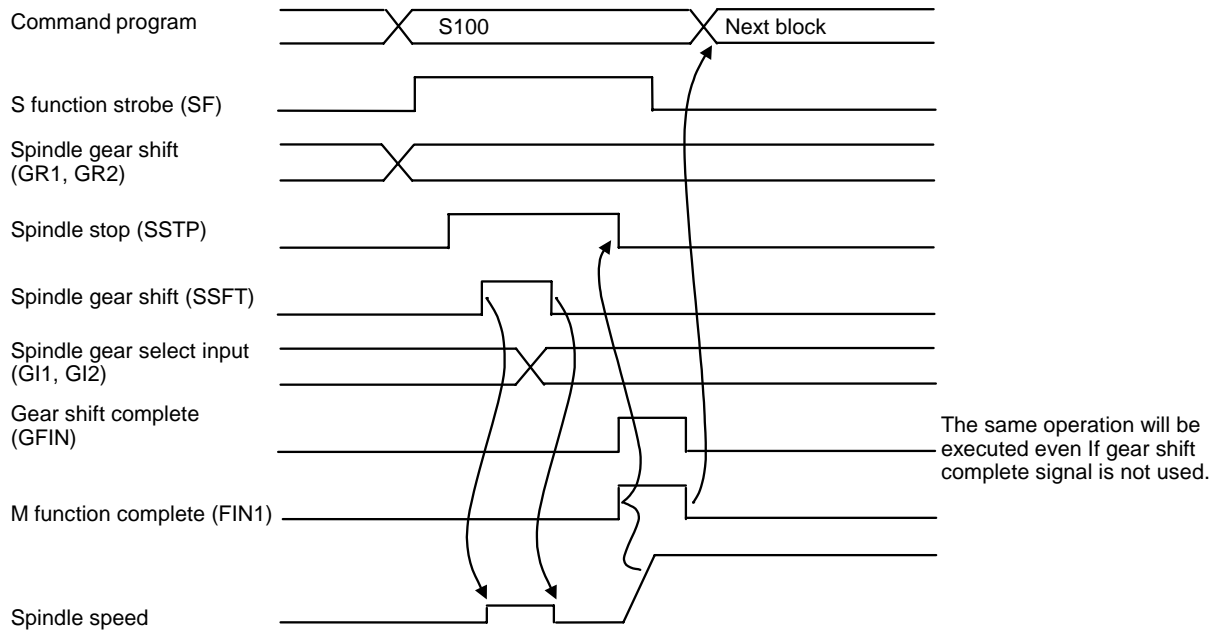 Command program
S100
Next block
S function strobe (SF)
Spindle gear shift
(GR1, GR2)
Spindle stop (SSTP)
Spindle gear shift (SSFT)
Spindle gear select input
(GI1, GI2)
Gear shift complete
(GFIN)
The same operation will be
executed even If gear shift
complete signal is not used.
M function complete (FIN1)
Spindle speed